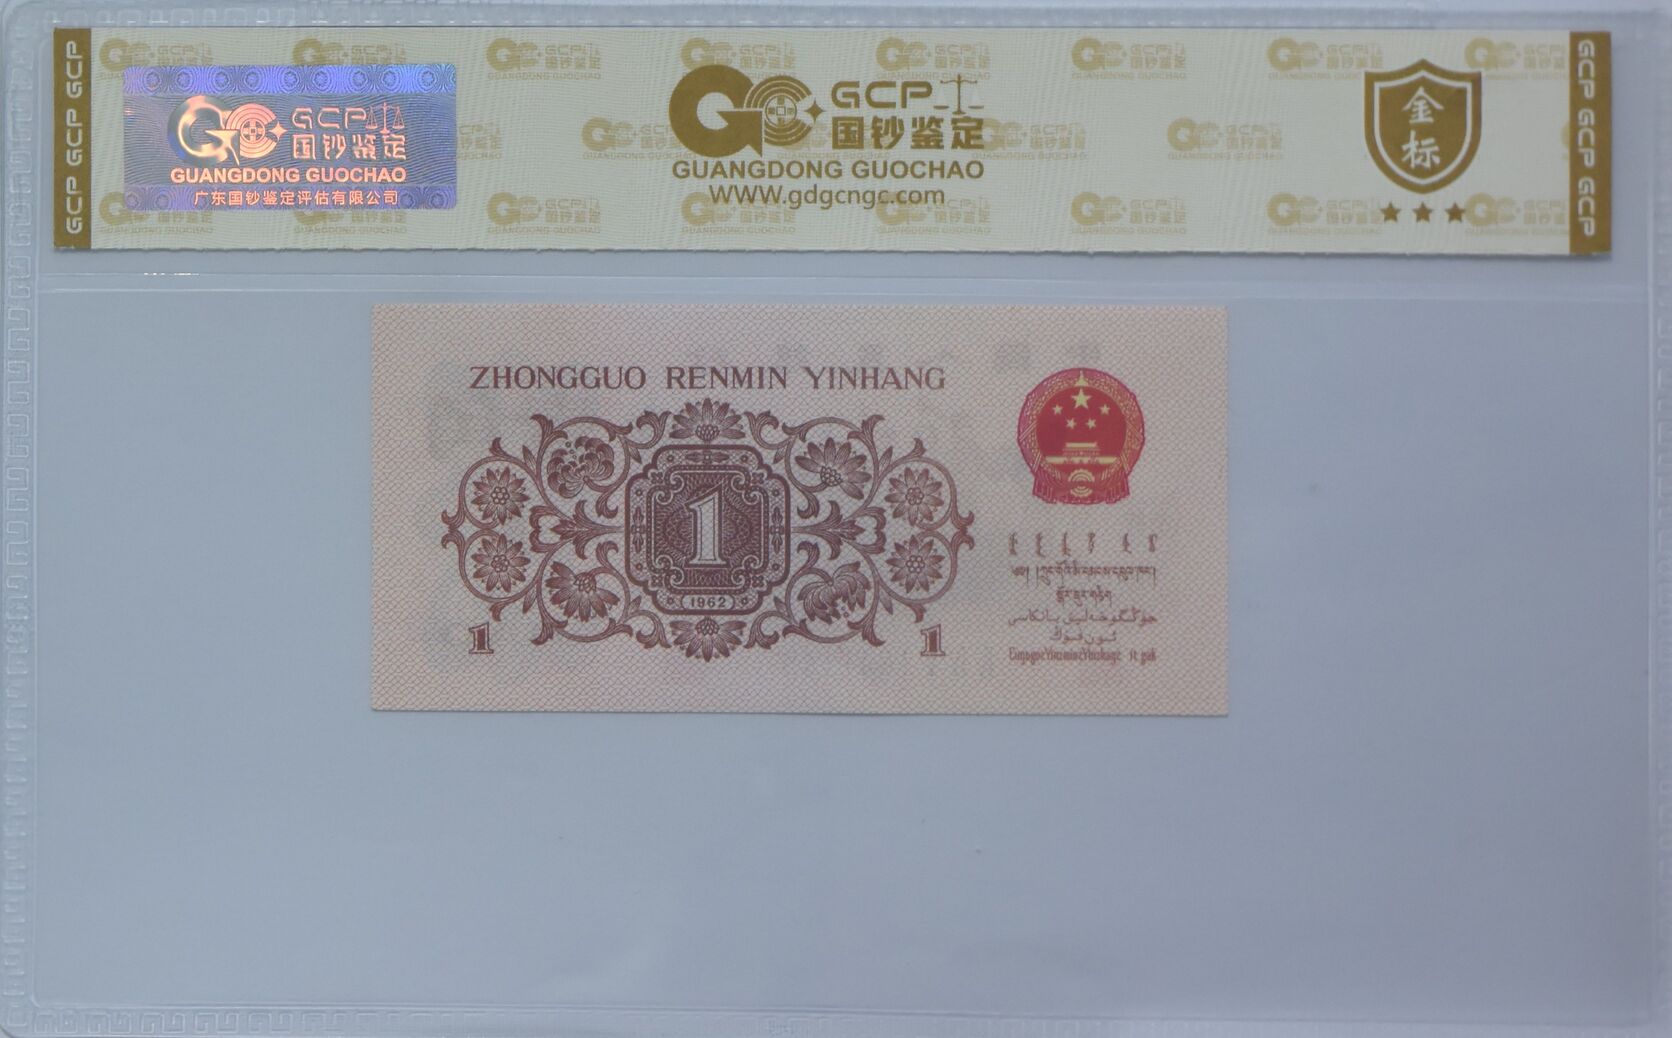 GCP GCP GCP
GCP
国钞鉴定
GUANGDONG GUOCHAO
广东国钞鉴定评估有限公司
GCP
国钞鉴定
GUANGDONG GUOCHAO
WWW.gdgcngc.com
金
标
GCP GCP GCP
ZHONGGUO RENMIN YINHANG
1
(1962)
1
1